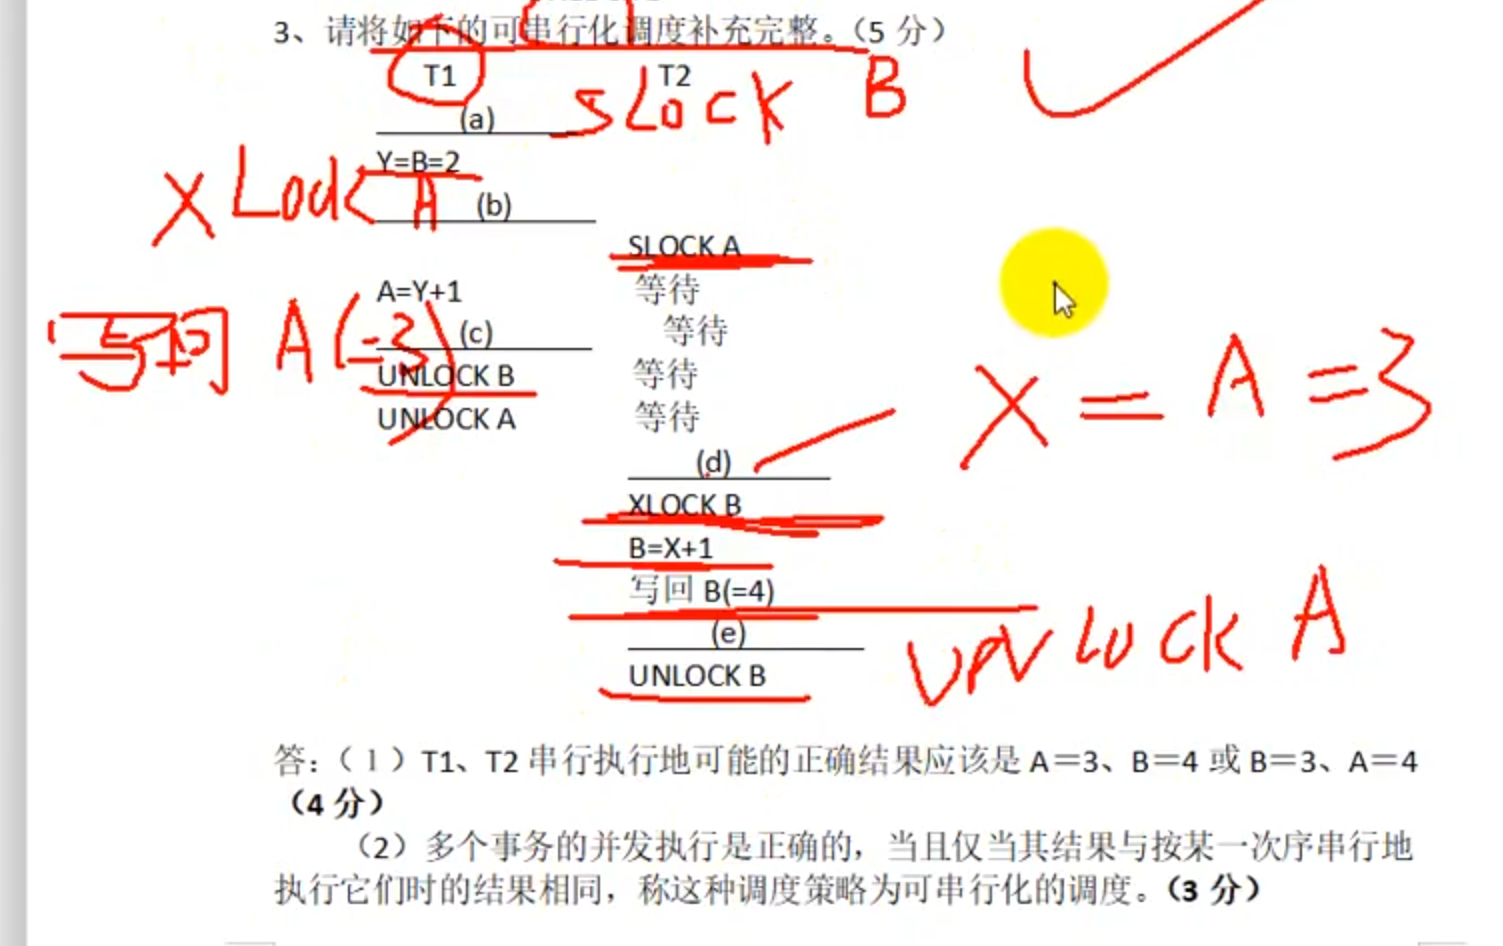 3、请将如下的可串行化调度补充完整。（5 分）
T1 T2
SLOCK B
(a)
Y=B=2
XLock A
(b)
SLOCK A
等待
A=Y+1
等待
写回 A(=3)
(c)
UNLOCK B 等待
UNLOCK A 等待
X=A=3
(d)
XLOCK B
B=X+1
写回 B(=4)
(e)
UNLOCK A
UNLOCK B
答：（1）T1、T2 串行执行地可能的正确结果应该是 A＝3、B＝4 或 B＝3、A＝4
（4 分）
（2）多个事务的并发执行是正确的，当且仅当其结果与按某一次序串行地
执行它们时的结果相同，称这种调度策略为可串行化的调度。（3 分）